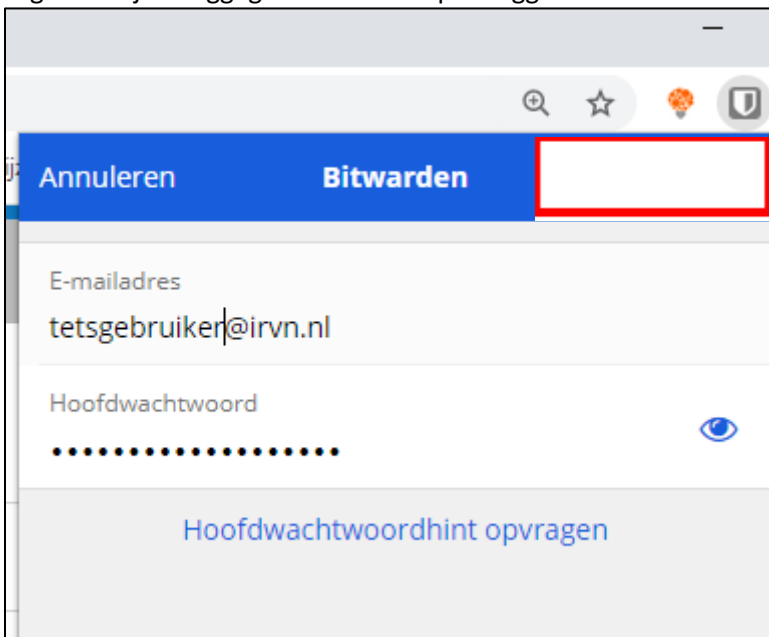 Annuleren Bitwarden
E-mailadres
tetsgebruiker@irvn.nl
Hoofdwachtwoord
•••••••••••••••••••
Hoofdwachtwoordhint opvragen